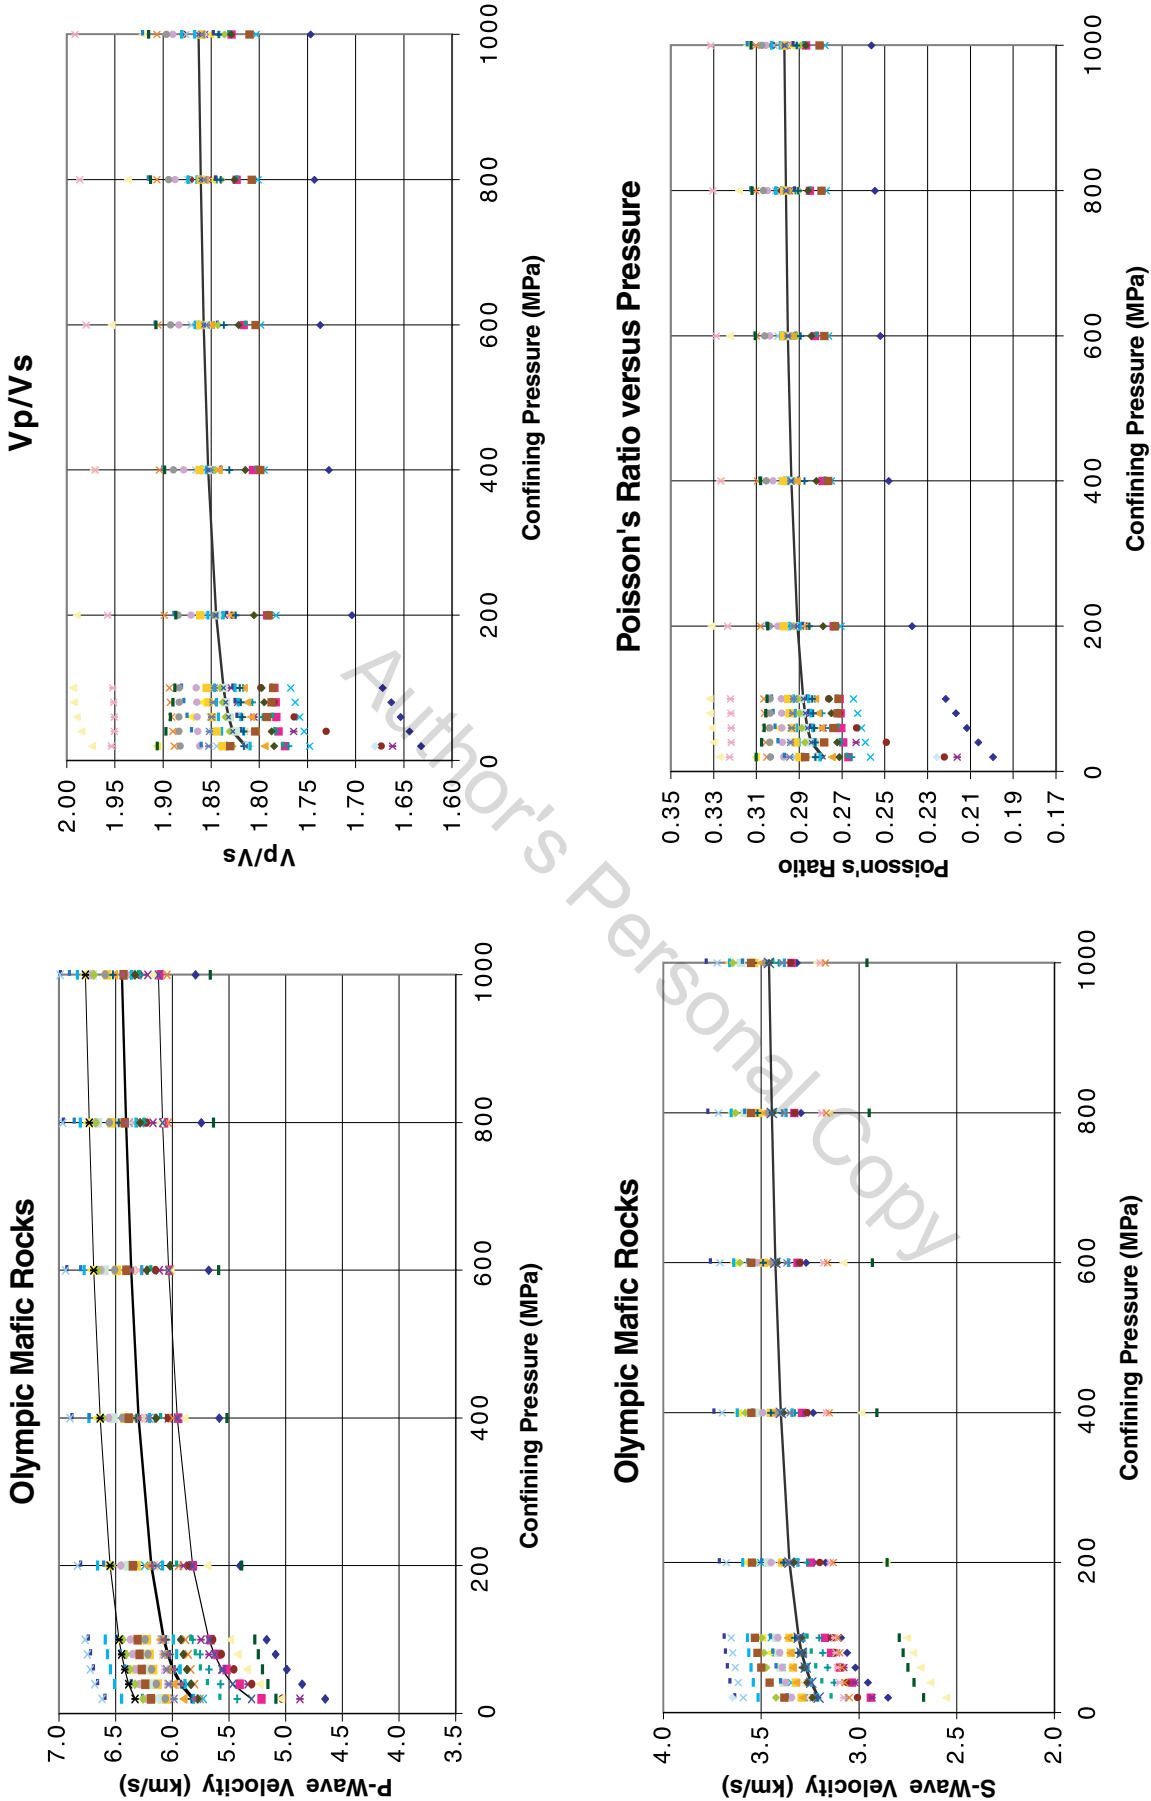 Olympic Mafic Rocks
7.0
6.5
6.0
5.5
5.0
4.5
4.0
3.5
P-Wave Velocity (km/s)
0 200 400 600 800 1000
Confining Pressure (MPa)
Vp/Vs
2.00
1.95
1.90
1.85
1.80
1.75
1.70
1.65
1.60
Vp/Vs
0 200 400 600 800 1000
Confining Pressure (MPa)
Olympic Mafic Rocks
4.0
3.5
3.0
2.5
2.0
S-Wave Velocity (km/s)
0 200 400 600 800 1000
Confining Pressure (MPa)
Poisson's Ratio versus Pressure
0.35
0.33
0.31
0.29
0.27
0.25
0.23
0.21
0.19
0.17
Poisson's Ratio
0 200 400 600 800 1000
Confining Pressure (MPa)
Author's Personal Copy